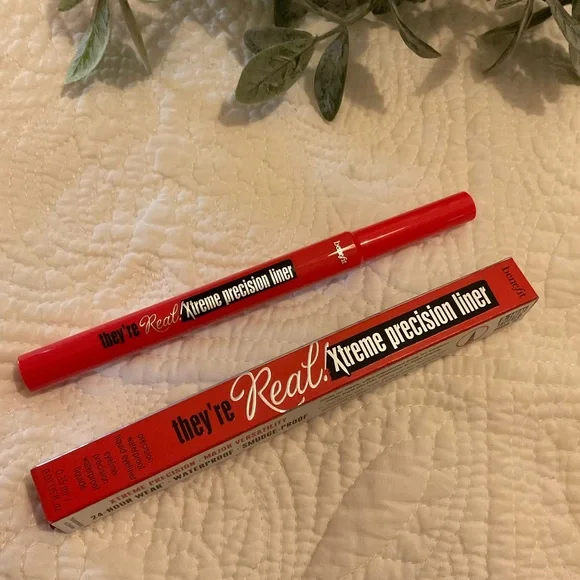 benefit
they're Real! Xtreme precision liner
benefit
they're Real! Xtreme precision liner
XTREME PRECISION · MAJOR VERSATILITY
24 HOUR WEAR · WATERPROOF · SMUDGE PROOF